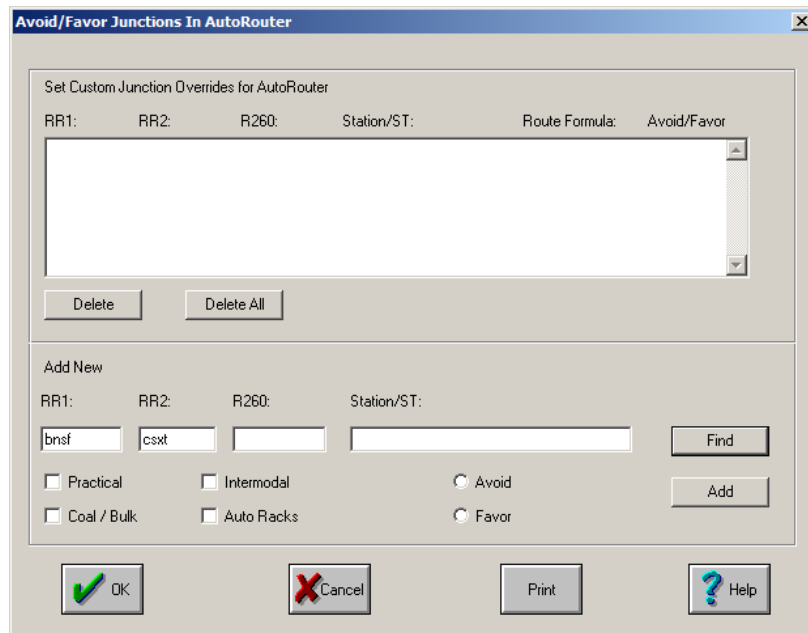 Avoid/Favor Junctions In AutoRouter
Set Custom Junction Overrides for AutoRouter
RR1: RR2: R260: Station/ST: Route Formula: Avoid/Favor
Delete Delete All
Add New
RR1: RR2: R260: Station/ST:
bnsf csxt Find
Practical Intermodal Avoid Add
Coal / Bulk Auto Racks Favor
OK Cancel Print Help